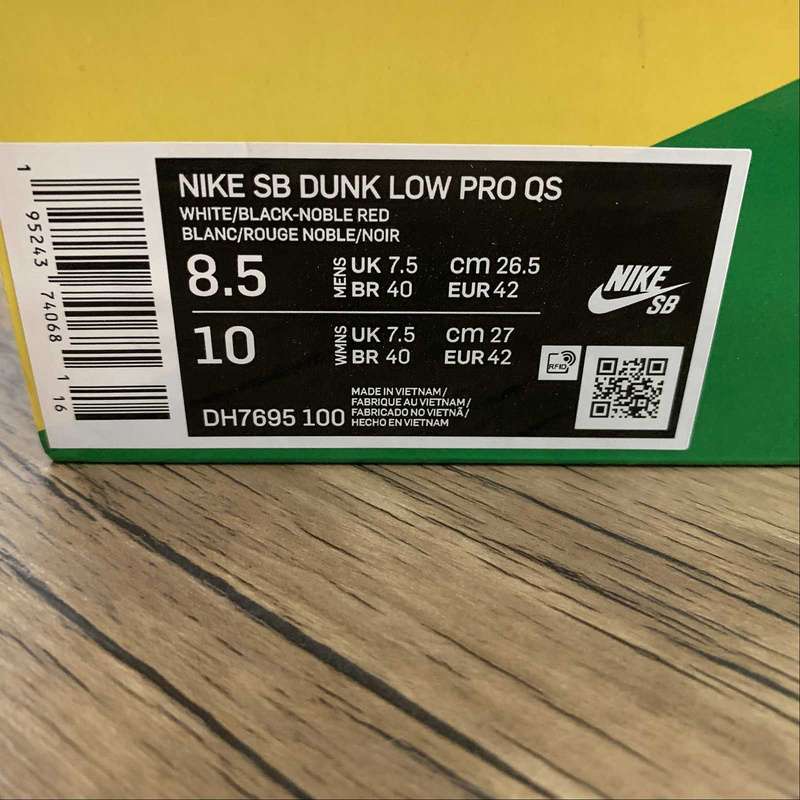 NIKE SB DUNK LOW PRO QS
WHITE/BLACK-NOBLE RED
BLANC/ROUGE NOBLE/NOIR
8.5 MENS UK 7.5 cm 26.5
BR 40 EUR 42
10 WMNS UK 7.5 cm 27
BR 40 EUR 42
DH7695 100
MADE IN VIETNAM /
FABRIQUE AU VIETNAM /
FABRICADO NO VIETNÃ /
HECHO EN VIETNAM
NIKE
SB
RFID
1 95243 74068 1 16